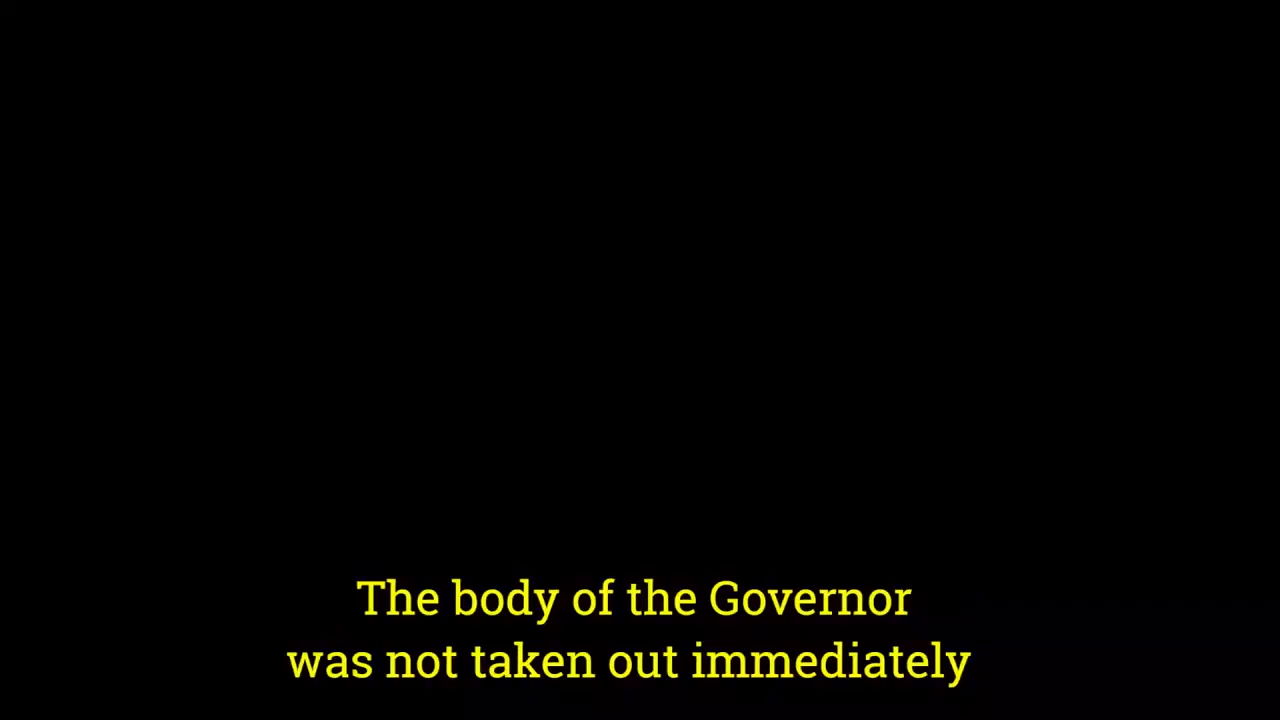 The body of the Governor
was not taken out immediately